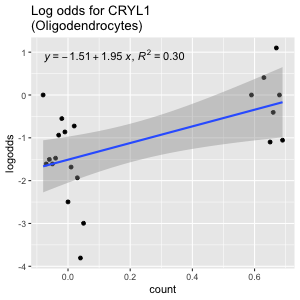 Log odds for CRYL1
(Oligodendrocytes)
y = −1.51 + 1.95 x, R² = 0.30
1
0
-1
-2
-3
-4
logodds
0.0 0.2 0.4 0.6
count